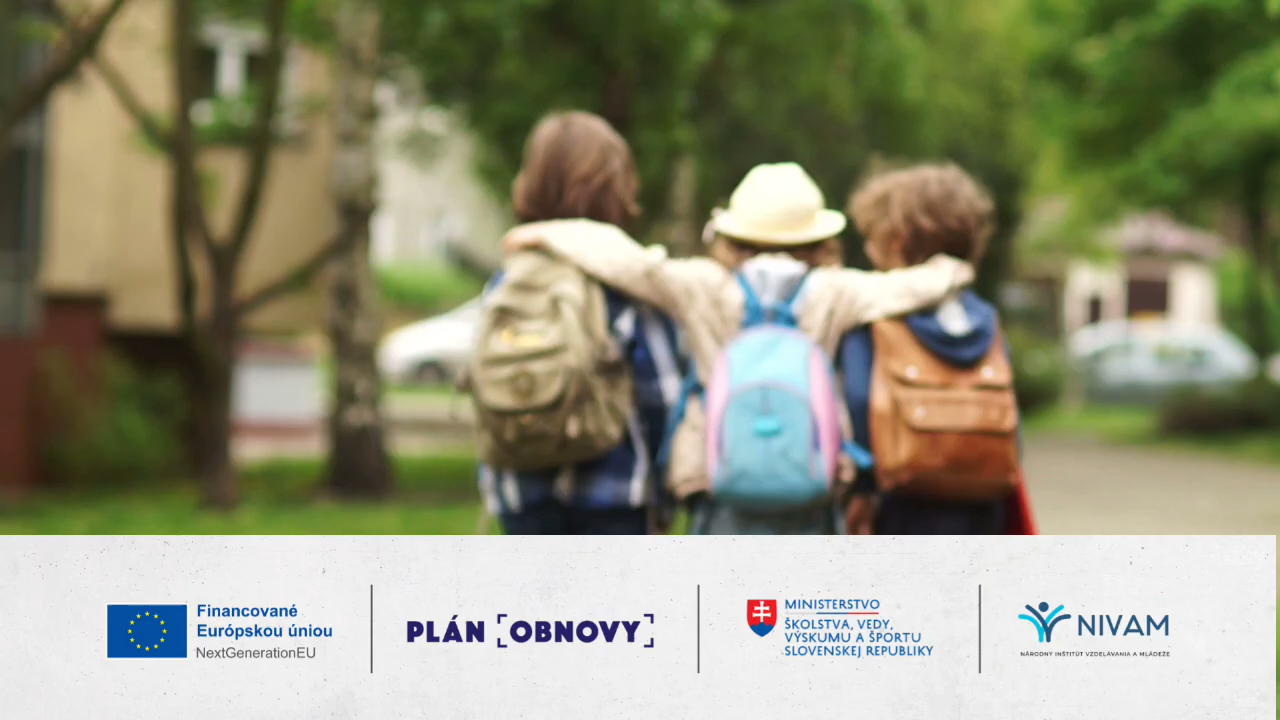 Financované
Európskou úniou
NextGenerationEU
PLÁN [OBNOVY]
MINISTERSTVO
ŠKOLSTVA, VEDY,
VÝSKUMU A ŠPORTU
SLOVENSKEJ REPUBLIKY
NIVAM
NÁRODNÝ INŠTITÚT VZDELÁVANIA A MLÁDEŽE